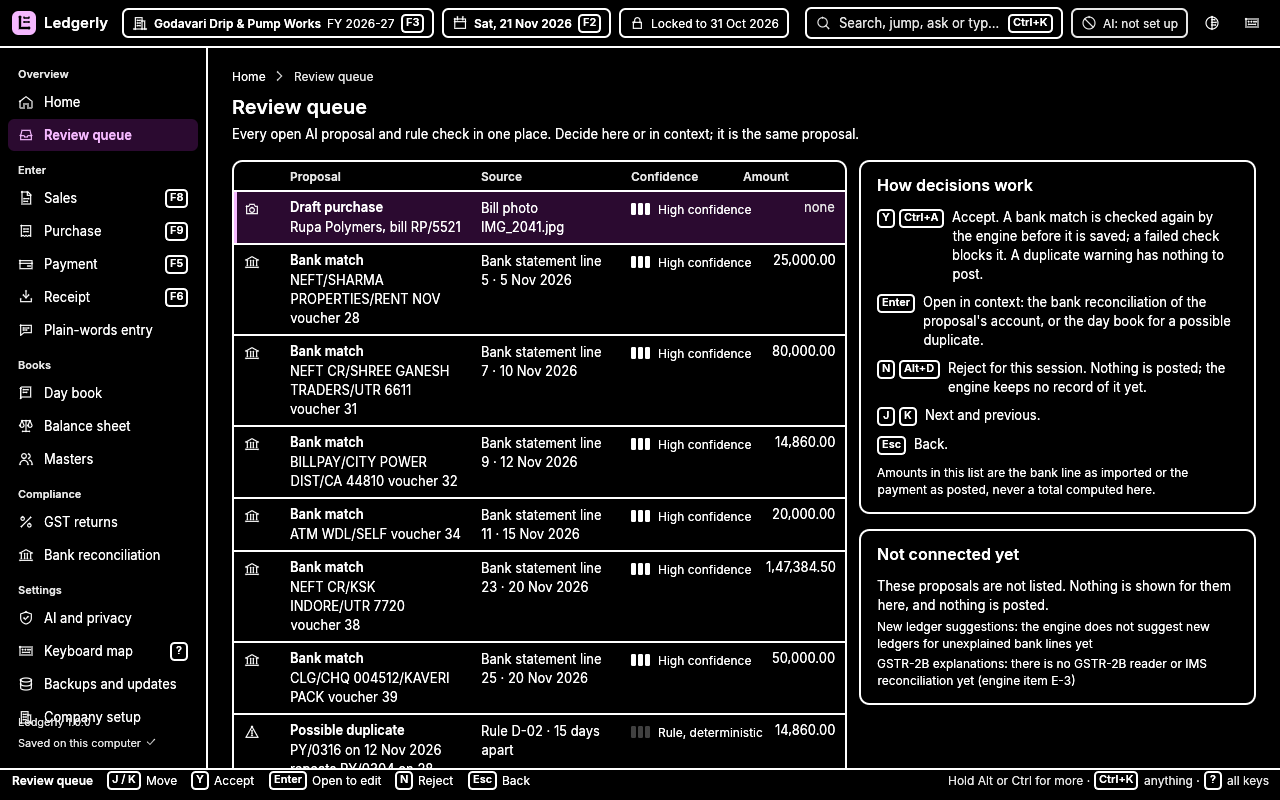 Ledgerly
Godavari Drip & Pump Works FY 2026-27 F3
Sat, 21 Nov 2026 F2
Locked to 31 Oct 2026
Search, jump, ask or typ... Ctrl+K
AI: not set up
Overview
Home
Review queue
Enter
Sales F8
Purchase F9
Payment F5
Receipt F6
Plain-words entry
Books
Day book
Balance sheet
Masters
Compliance
GST returns
Bank reconciliation
Settings
AI and privacy
Keyboard map ?
Backups and updates
Company setup
Saved on this computer
Home > Review queue
Review queue
Every open AI proposal and rule check in one place. Decide here or in context; it is the same proposal.
Proposal Source Confidence Amount
Draft purchase Bill photo High confidence none
Rupa Polymers, bill RP/5521 IMG_2041.jpg
Bank match Bank statement line High confidence 25,000.00
NEFT/SHARMA 5 · 5 Nov 2026
PROPERTIES/RENT NOV
voucher 28
Bank match Bank statement line High confidence 80,000.00
NEFT CR/SHREE GANESH 7 · 10 Nov 2026
TRADERS/UTR 6611
voucher 31
Bank match Bank statement line High confidence 14,860.00
BILLPAY/CITY POWER 9 · 12 Nov 2026
DIST/CA 44810 voucher 32
Bank match Bank statement line High confidence 20,000.00
ATM WDL/SELF voucher 34 11 · 15 Nov 2026
Bank match Bank statement line High confidence 1,47,384.50
NEFT CR/KSK 23 · 20 Nov 2026
INDORE/UTR 7720
voucher 38
Bank match Bank statement line High confidence 50,000.00
CLG/CHQ 004512/KAVERI 25 · 20 Nov 2026
PACK voucher 39
Possible duplicate Rule D-02 · 15 days Rule, deterministic 14,860.00
PY/0316 on 12 Nov 2026 apart
How decisions work
Y Ctrl+A Accept. A bank match is checked again by
the engine before it is saved; a failed check
blocks it. A duplicate warning has nothing to
post.
Enter Open in context: the bank reconciliation of the
proposal's account, or the day book for a possible
duplicate.
N Alt+D Reject for this session. Nothing is posted; the
engine keeps no record of it yet.
J K Next and previous.
Esc Back.
Amounts in this list are the bank line as imported or the
payment as posted, never a total computed here.
Not connected yet
These proposals are not listed. Nothing is shown for them
here, and nothing is posted.
New ledger suggestions: the engine does not suggest new
ledgers for unexplained bank lines yet
GSTR-2B explanations: there is no GSTR-2B reader or IMS
reconciliation yet (engine item E-3)
Review queue J / K Move Y Accept Enter Open to edit N Reject Esc Back
Hold Alt or Ctrl for more · Ctrl+K anything · ? all keys